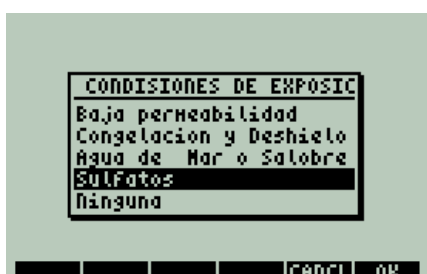 CONDISIONES DE EXPOSIC
Baja permeabilidad
Congelacion y Deshielo
Agua de Mar o Salobre
Sulfatos
Ninguna
CANCL OK